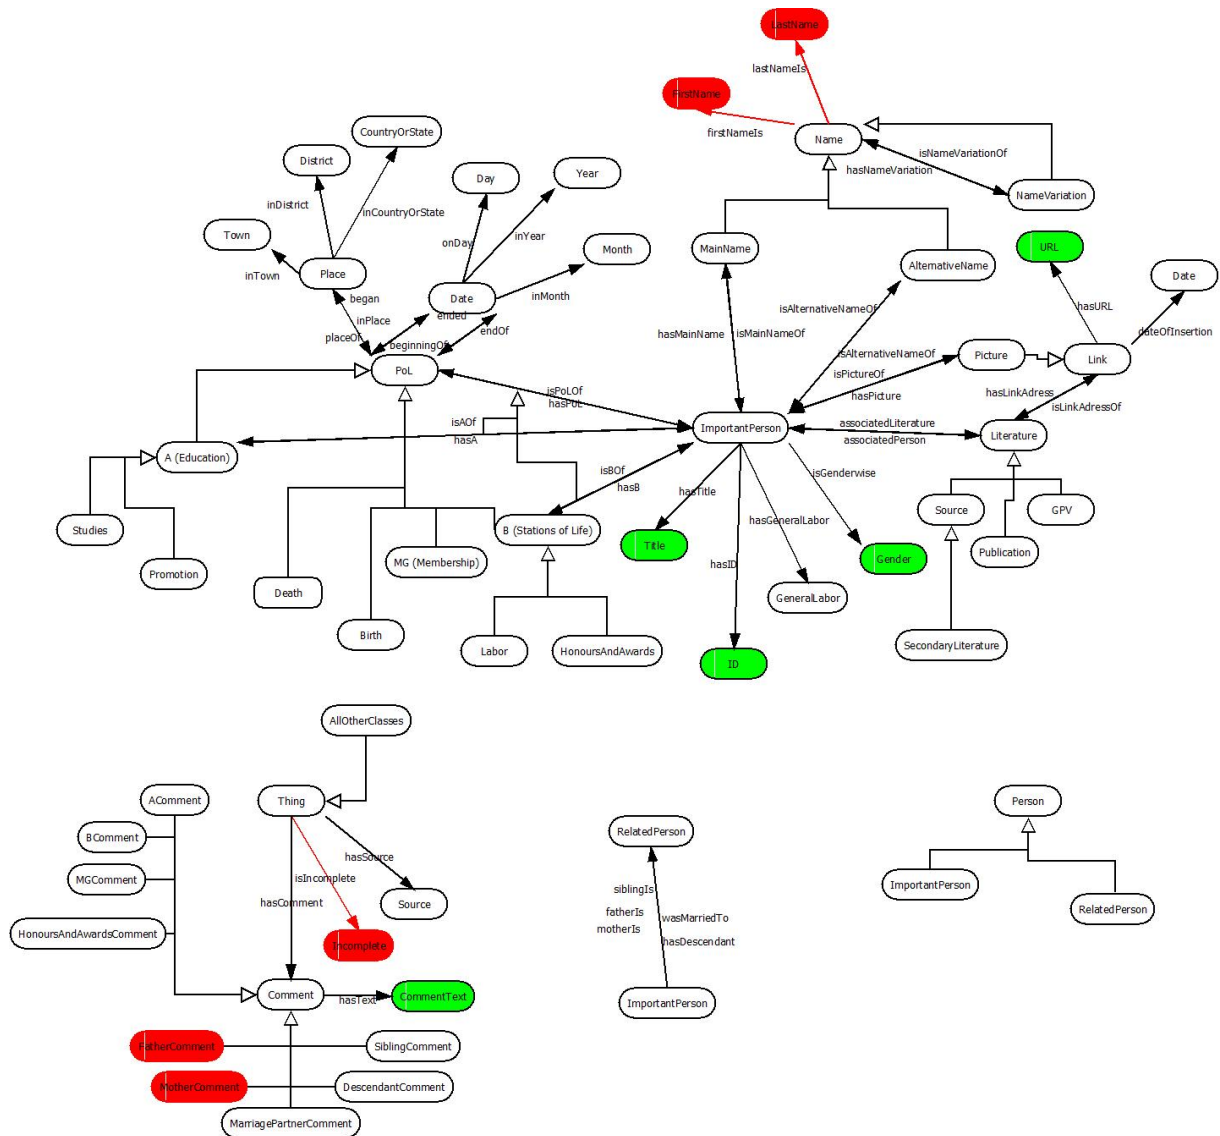 LastName
lastNameIs
FirstName
firstNameIs
CountryOrState
Name
District
isNameVariationOf
Day
Year
hasNameVariation
NameVariation
inDistrict
inCountryOrState
onDay
inYear
Town
Month
MainName
URL
AlternativeName
Date
inTown
Place
began
Date
inMonth
isAlternativeNameOf
hasURL
inPlace
ended
endOf
hasMainName
isMainNameOf
dateOfInsertion
placeOf
beginningOf
isAlternativeNameOf
Picture
Link
PoL
isPictureOf
isPoLOf
hasPoL
hasPicture
hasLinkAdress
isLinkAdressOf
isAOf
hasA
ImportantPerson
associatedLiterature
associatedPerson
Literature
A (Education)
isGenderwise
isBOf
hasB
hasTitle
Source
GPV
Studies
B (Stations of Life)
hasGeneralLabor
Title
Publication
MG (Membership)
hasID
Gender
Promotion
Death
GeneralLabor
Birth
Labor
HonoursAndAwards
SecondaryLiterature
ID
AllOtherClasses
AComment
Thing
Person
BComment
RelatedPerson
hasSource
MGComment
isIncomplete
siblingIs
ImportantPerson
hasComment
Source
fatherIs
wasMarriedTo
RelatedPerson
HonoursAndAwardsComment
motherIs
Incomplete
hasDescendant
Comment
hasText
CommentText
ImportantPerson
FatherComment
SiblingComment
MotherComment
DescendantComment
MarriagePartnerComment